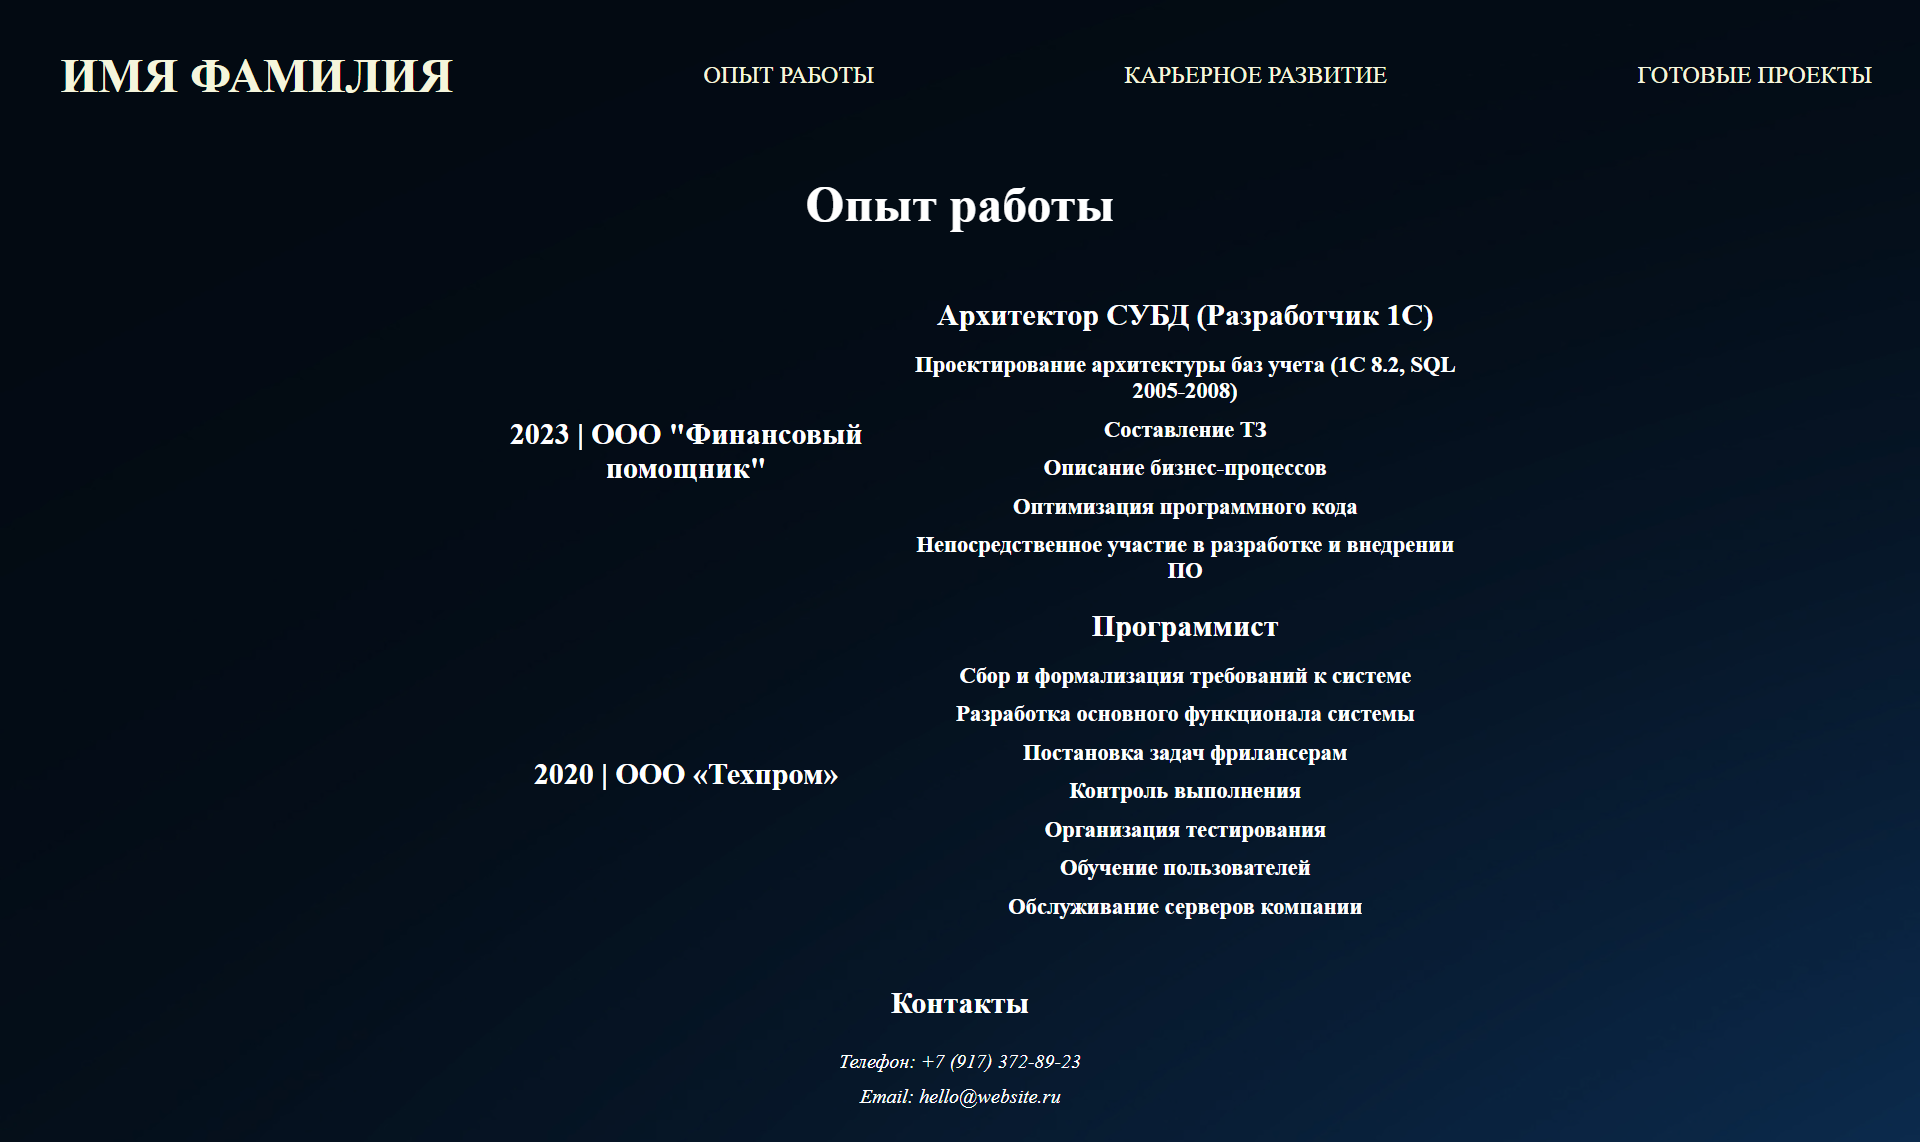 ИМЯ ФАМИЛИЯ
ОПЫТ РАБОТЫ
КАРЬЕРНОЕ РАЗВИТИЕ
ГОТОВЫЕ ПРОЕКТЫ
Опыт работы
2023 | ООО "Финансовый
помощник"
Архитектор СУБД (Разработчик 1С)
Проектирование архитектуры баз учета (1С 8.2, SQL
2005-2008)
Составление ТЗ
Описание бизнес-процессов
Оптимизация программного кода
Непосредственное участие в разработке и внедрении
ПО
2020 | ООО «Техпром»
Программист
Сбор и формализация требований к системе
Разработка основного функционала системы
Постановка задач фрилансерам
Контроль выполнения
Организация тестирования
Обучение пользователей
Обслуживание серверов компании
Контакты
Телефон: +7 (917) 372-89-23
Email: hello@website.ru